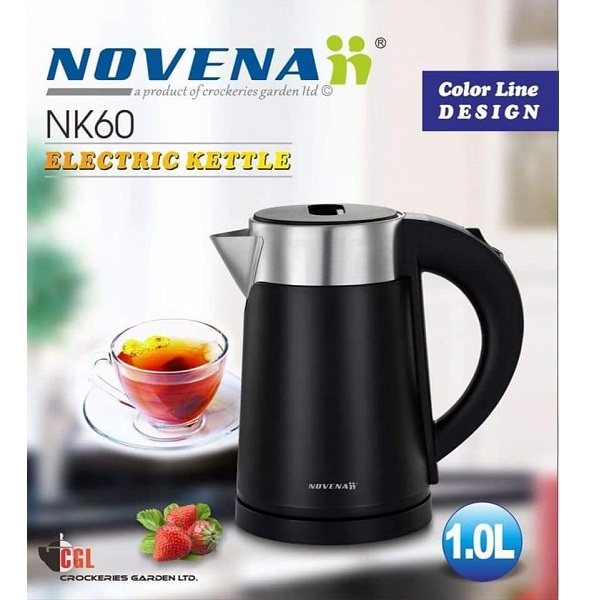 NOVENA ®
a product of crockeries garden ltd ©
NK60
ELECTRIC KETTLE
Color Line
DESIGN
NOVENA
1.0L
CGL
CROCKERIES GARDEN LTD.